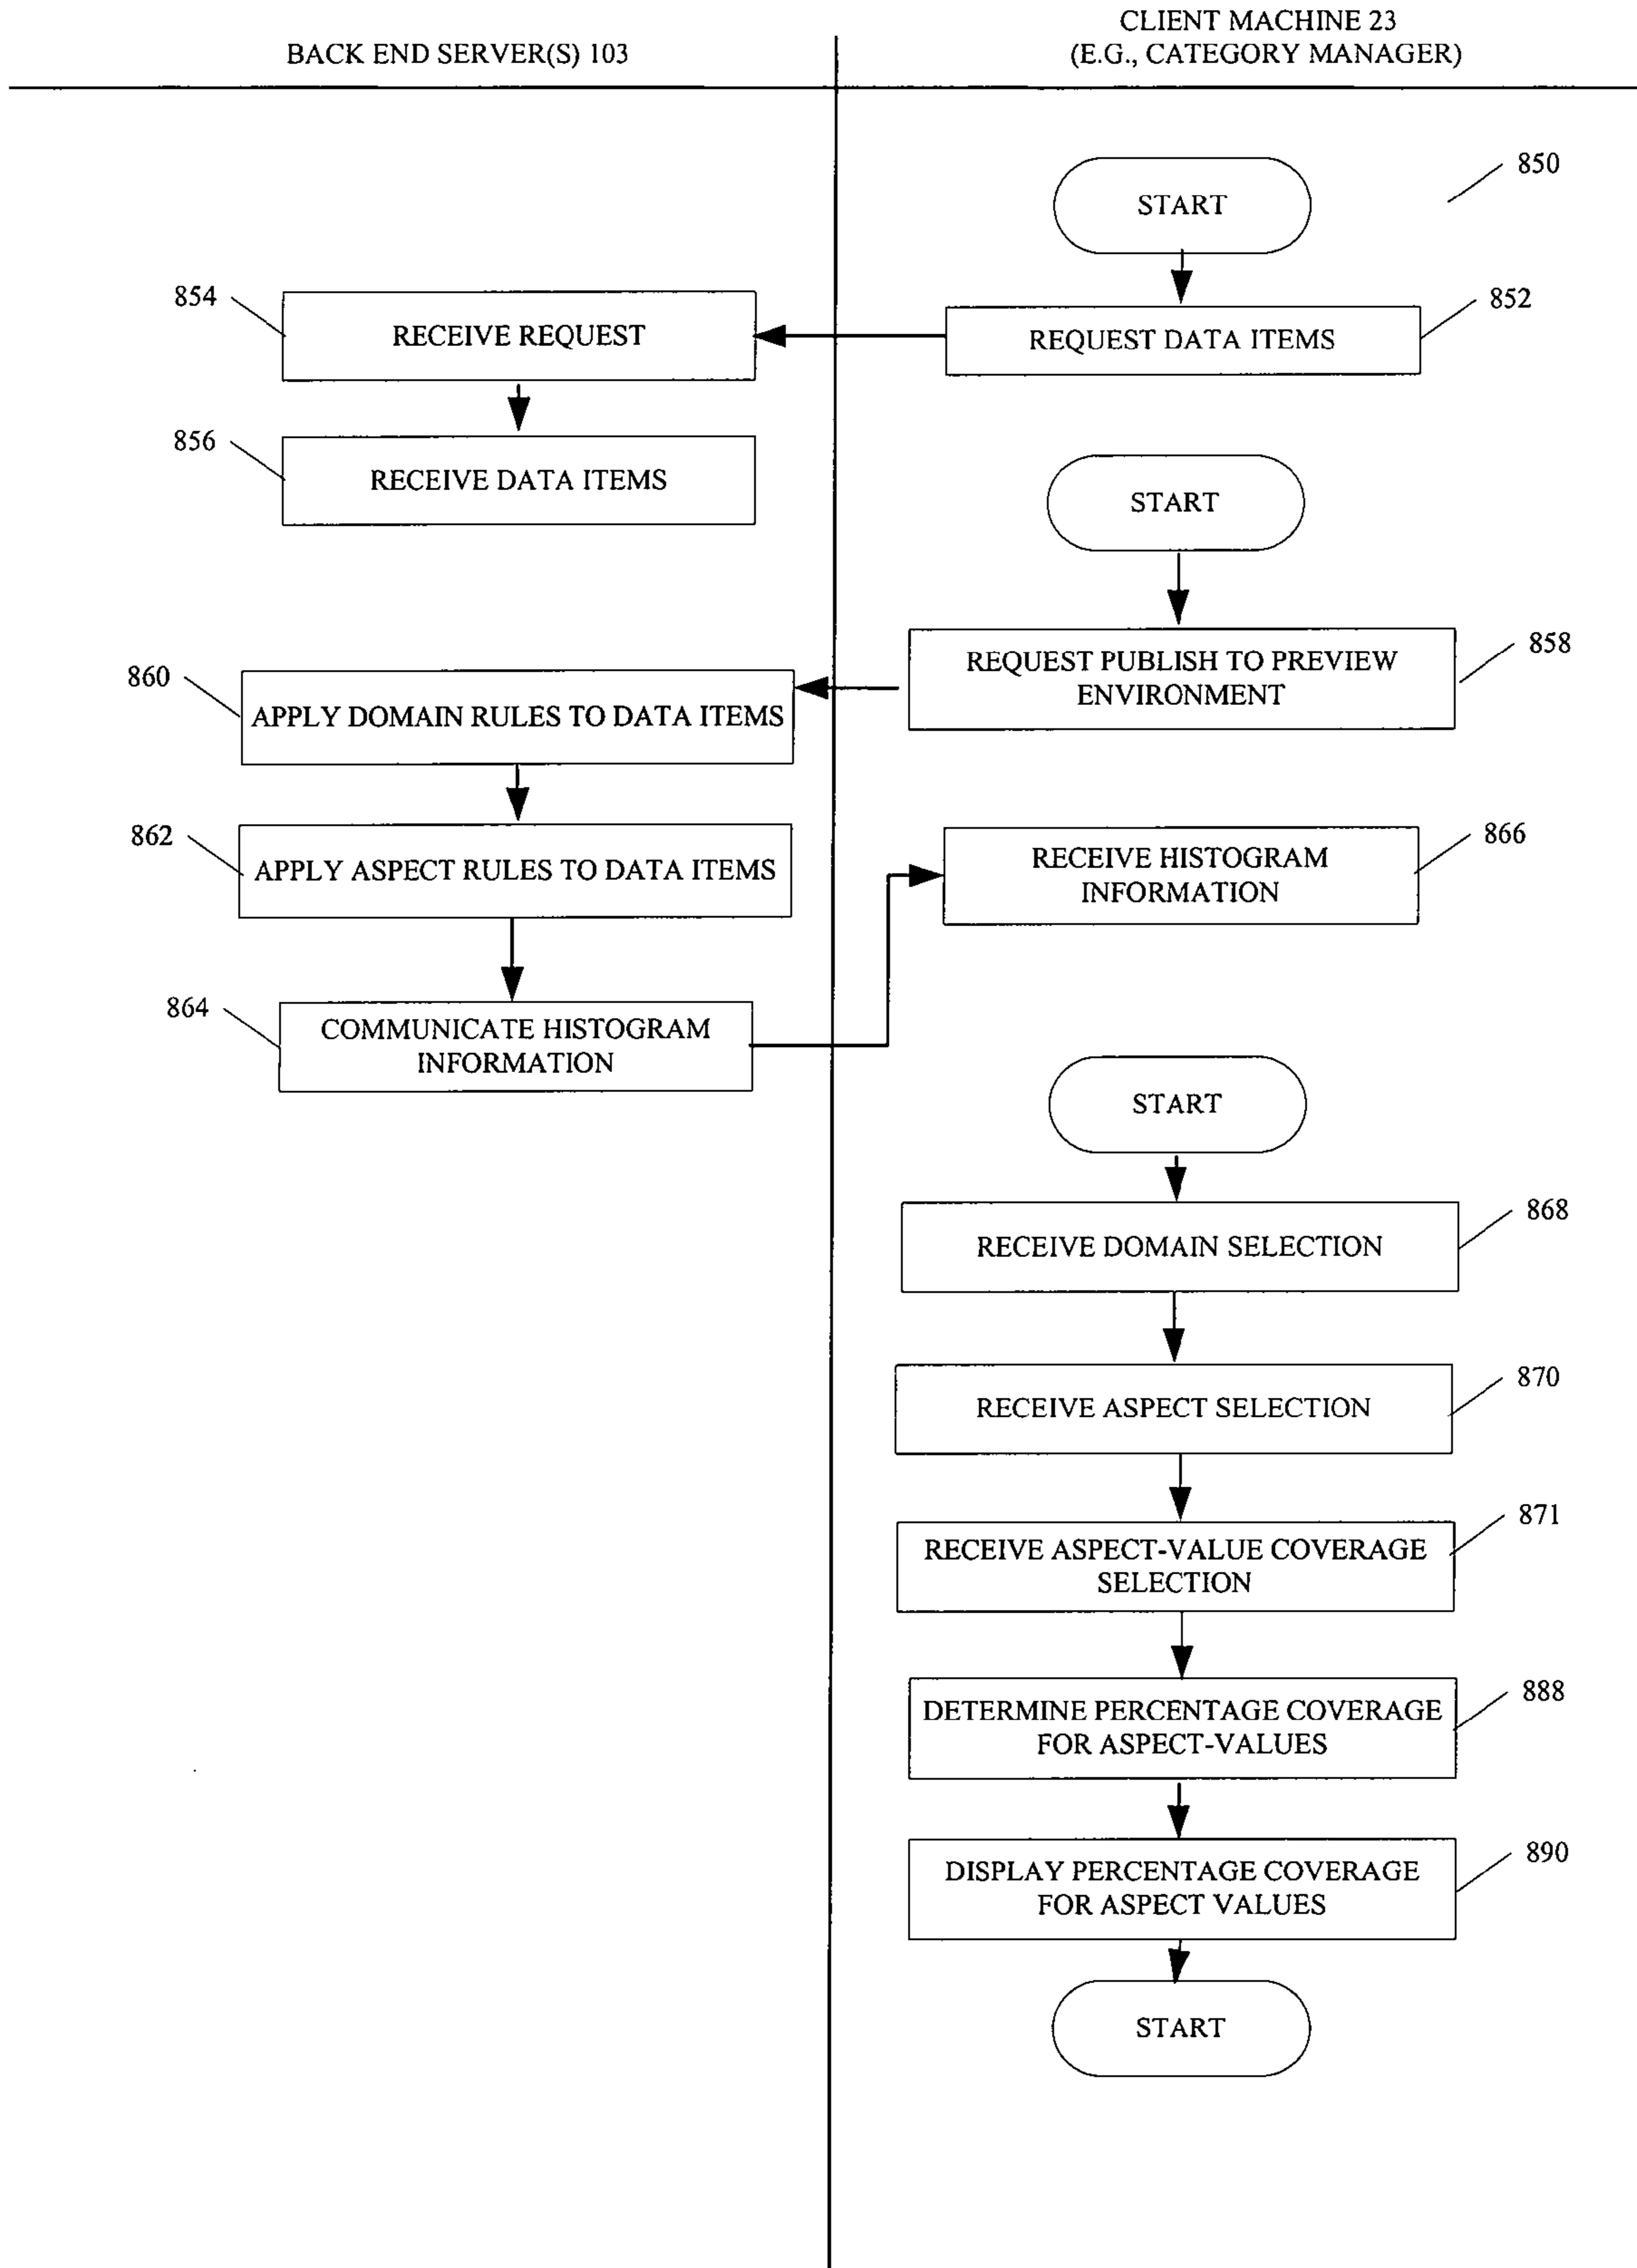 CLIENT MACHINE 23
BACK END SERVER(S) 103
(E.G., CATEGORY MANAGER)
850
START
854
852
RECEIVE REQUEST
REQUEST DATA ITEMS
856
RECEIVE DATA ITEMS
START
858
REQUEST PUBLISH TO PREVIEW
ENVIRONMENT
860
APPLY DOMAIN RULES TO DATA ITEMS
862
APPLY ASPECT RULES TO DATA ITEMS
866
RECEIVE HISTOGRAM
INFORMATION
864
COMMUNICATE HISTOGRAM
INFORMATION
START
868
RECEIVE DOMAIN SELECTION
870
RECEIVE ASPECT SELECTION
871
RECEIVE ASPECT-VALUE COVERAGE
SELECTION
888
DETERMINE PERCENTAGE COVERAGE
FOR ASPECT-VALUES
890
DISPLAY PERCENTAGE COVERAGE
FOR ASPECT VALUES
START